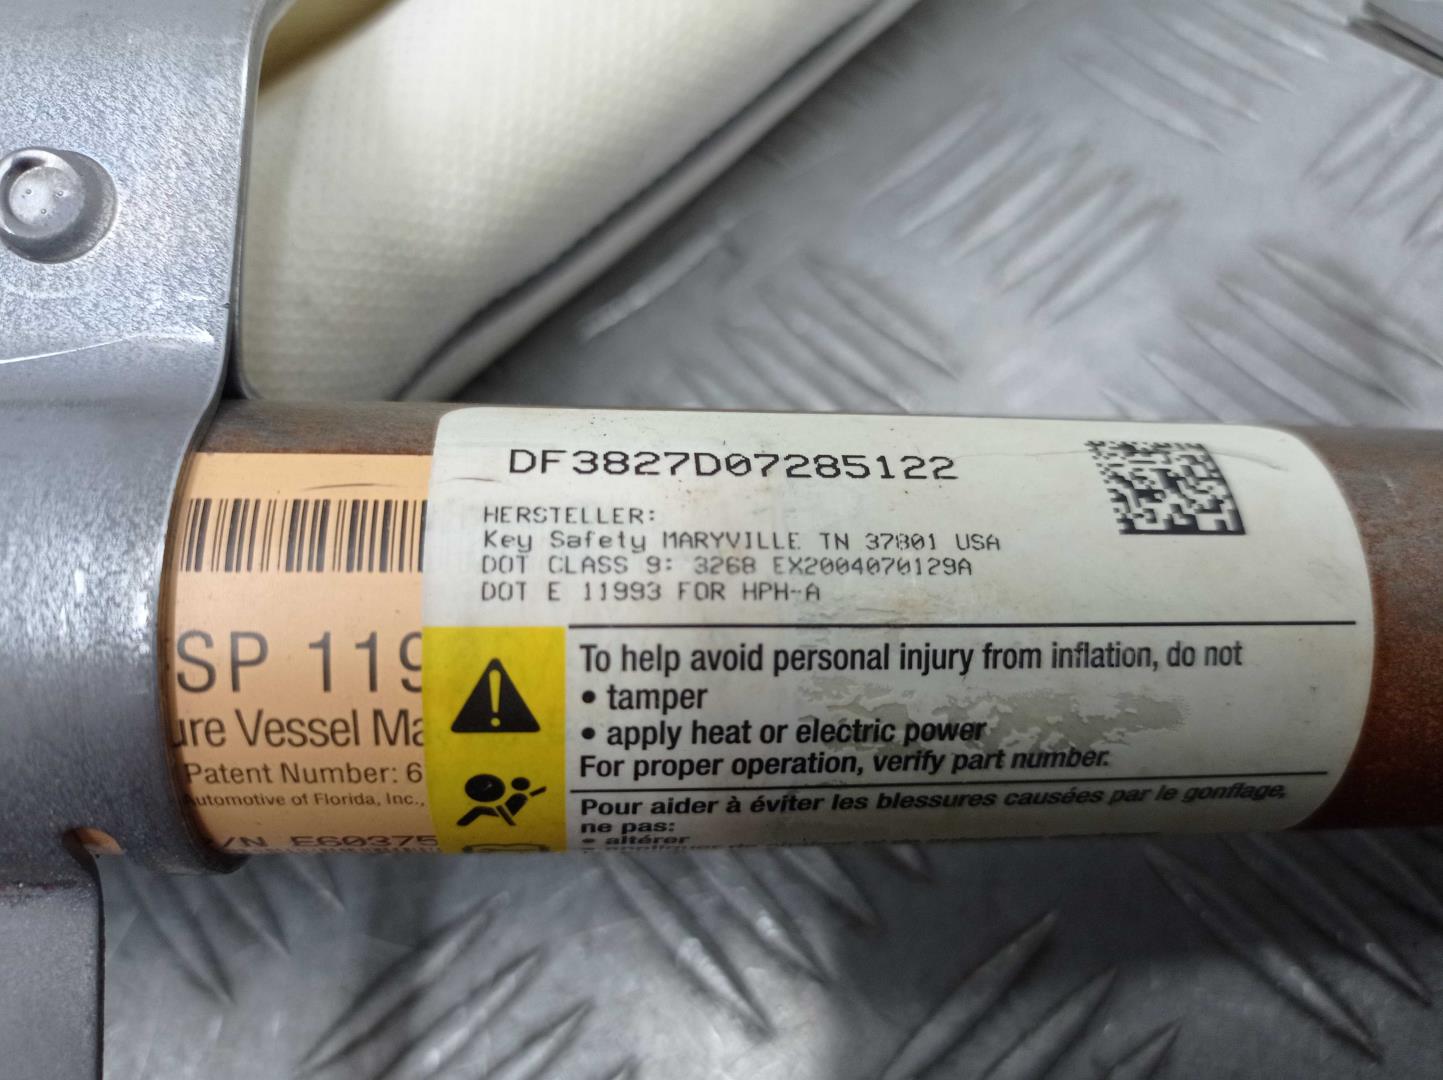 DF3827D07285122
HERSTELLER:
Key Safety MARYVILLE TN 37801 USA
DOT CLASS 9: 3268 EX2004070129A
DOT E 11993 FOR HPH-A
To help avoid personal injury from inflation, do not
• tamper
• apply heat or electric power
For proper operation, verify part number.
Pour aider à éviter les blessures causées par le gonflage,
ne pas:
• altérer
SP 119
ure Vessel Ma
Patent Number: 6
Automotive of Florida, Inc.,
/N E60375